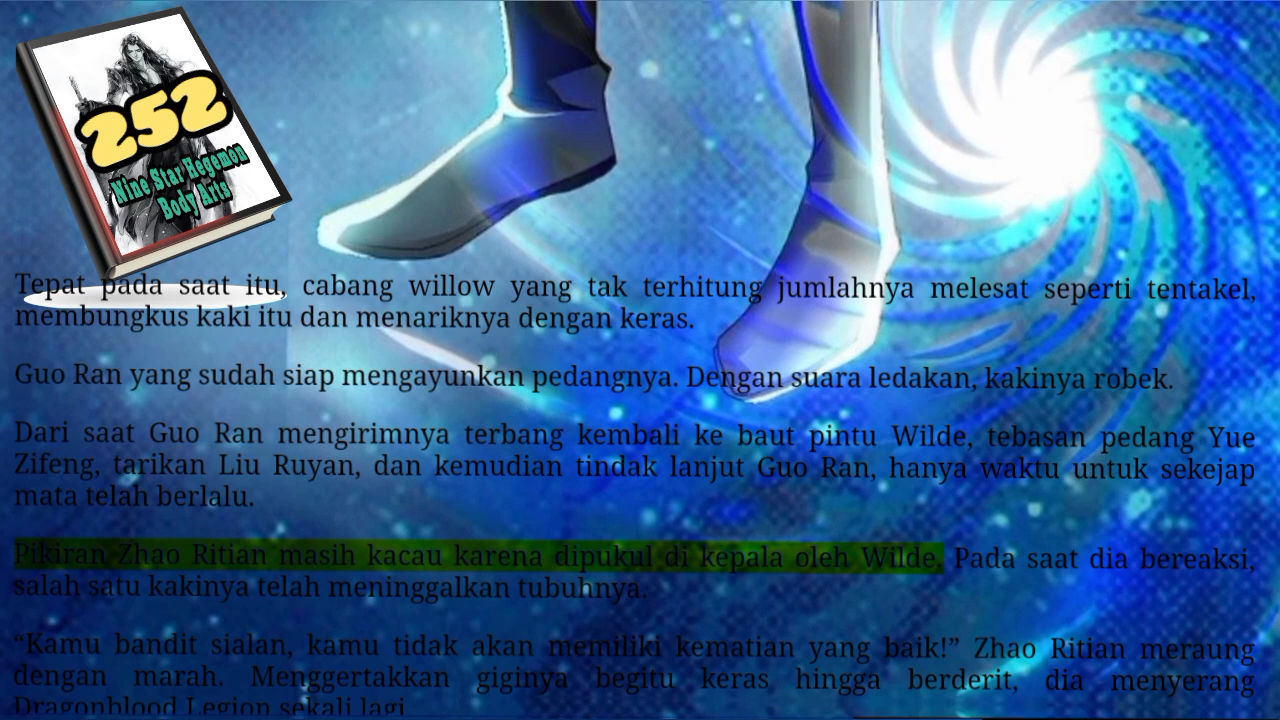 252
Nine Star Hegemon
Body Arts
Tepat pada saat itu, cabang willow yang tak terhitung jumlahnya melesat seperti tentakel,
membungkus kaki itu dan menariknya dengan keras.
Guo Ran yang sudah siap mengayunkan pedangnya. Dengan suara ledakan, kakinya robek.
Dari saat Guo Ran mengirimnya terbang kembali ke baut pintu Wilde, tebasan pedang Yue
Zifeng, tarikan Liu Ruyan, dan kemudian tindak lanjut Guo Ran, hanya waktu untuk sekejap
mata telah berlalu.
Pikiran Zhao Ritian masih kacau karena dipukul di kepala oleh Wilde. Pada saat dia bereaksi,
salah satu kakinya telah meninggalkan tubuhnya.
“Kamu bandit sialan, kamu tidak akan memiliki kematian yang baik!” Zhao Ritian meraung
dengan marah. Menggertakkan giginya begitu keras hingga berderit, dia menyerang
Dragonblood Legion sekali lagi.